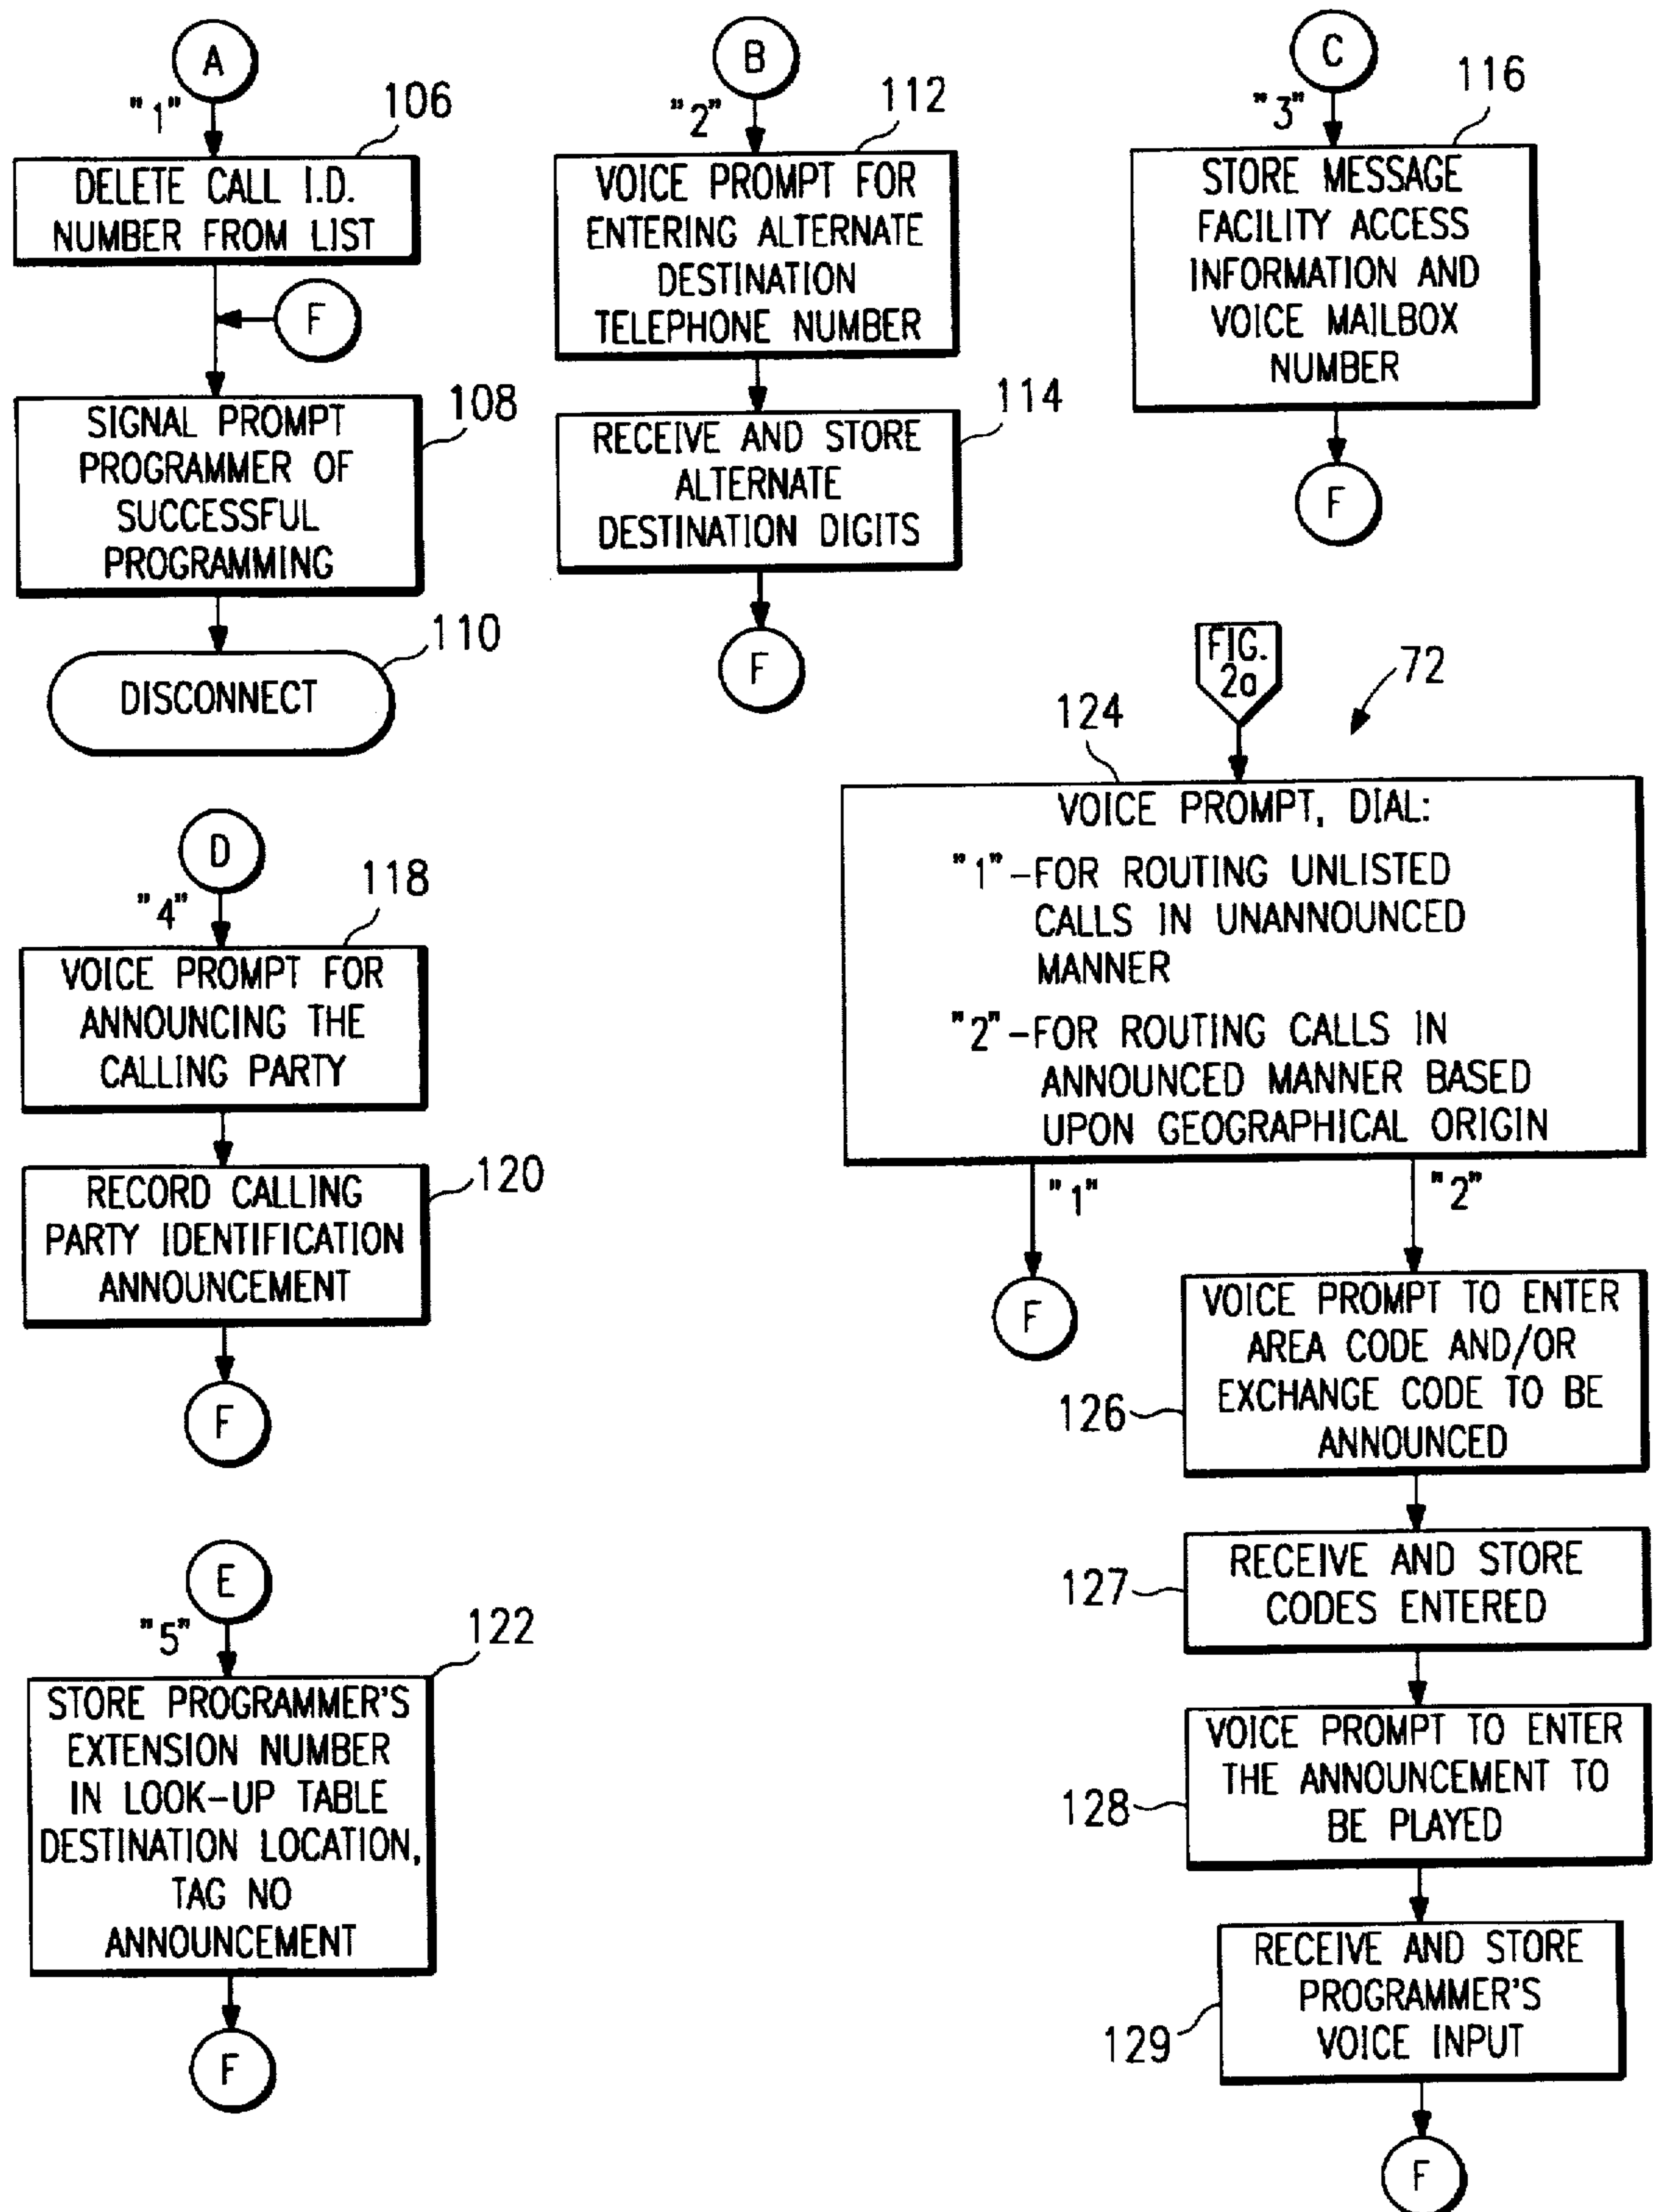 A
"1"
106
DELETE CALL I.D.
NUMBER FROM LIST
F
SIGNAL PROMPT
PROGRAMMER OF
SUCCESSFUL
PROGRAMMING
108
110
DISCONNECT
B
"2"
112
VOICE PROMPT FOR
ENTERING ALTERNATE
DESTINATION
TELEPHONE NUMBER
114
RECEIVE AND STORE
ALTERNATE
DESTINATION DIGITS
F
C
"3"
116
STORE MESSAGE
FACILITY ACCESS
INFORMATION AND
VOICE MAILBOX
NUMBER
F
D
"4"
118
VOICE PROMPT FOR
ANNOUNCING THE
CALLING PARTY
120
RECORD CALLING
PARTY IDENTIFICATION
ANNOUNCEMENT
F
E
"5"
122
STORE PROGRAMMER'S
EXTENSION NUMBER
IN LOOK-UP TABLE
DESTINATION LOCATION,
TAG NO
ANNOUNCEMENT
F
FIG.
2a
72
124
VOICE PROMPT, DIAL:
"1"-FOR ROUTING UNLISTED
CALLS IN UNANNOUNCED
MANNER
"2"-FOR ROUTING CALLS IN
ANNOUNCED MANNER BASED
UPON GEOGRAPHICAL ORIGIN
"1"
"2"
F
VOICE PROMPT TO ENTER
AREA CODE AND/OR
EXCHANGE CODE TO BE
ANNOUNCED
126
RECEIVE AND STORE
CODES ENTERED
127
VOICE PROMPT TO ENTER
THE ANNOUNCEMENT TO
BE PLAYED
128
RECEIVE AND STORE
PROGRAMMER'S
VOICE INPUT
129
F